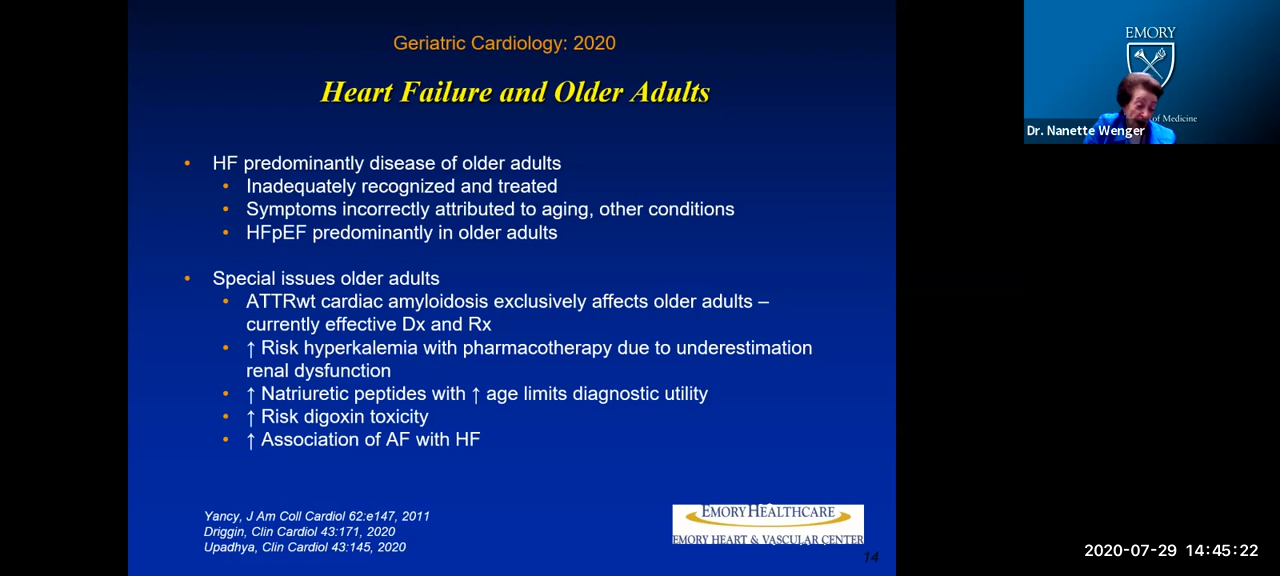 Geriatric Cardiology: 2020
Heart Failure and Older Adults
• HF predominantly disease of older adults
• Inadequately recognized and treated
• Symptoms incorrectly attributed to aging, other conditions
• HFpEF predominantly in older adults
• Special issues older adults
• ATTRwt cardiac amyloidosis exclusively affects older adults –
currently effective Dx and Rx
• ↑ Risk hyperkalemia with pharmacotherapy due to underestimation
renal dysfunction
• ↑ Natriuretic peptides with ↑ age limits diagnostic utility
• ↑ Risk digoxin toxicity
• ↑ Association of AF with HF
Yancy, J Am Coll Cardiol 62:e147, 2011
Driggin, Clin Cardiol 43:171, 2020
Upadhya, Clin Cardiol 43:145, 2020
EMORY HEALTHCARE
EMORY HEART & VASCULAR CENTER
14
EMORY
of Medicine
Dr. Nanette Wenger
2020-07-29 14:45:22